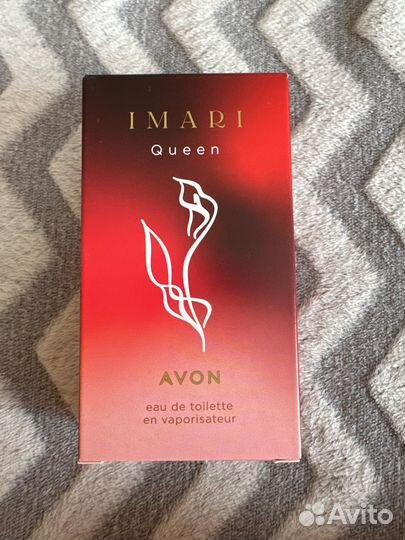 IMARI
Queen
AVON
eau de toilette
en vaporisateur
Avito